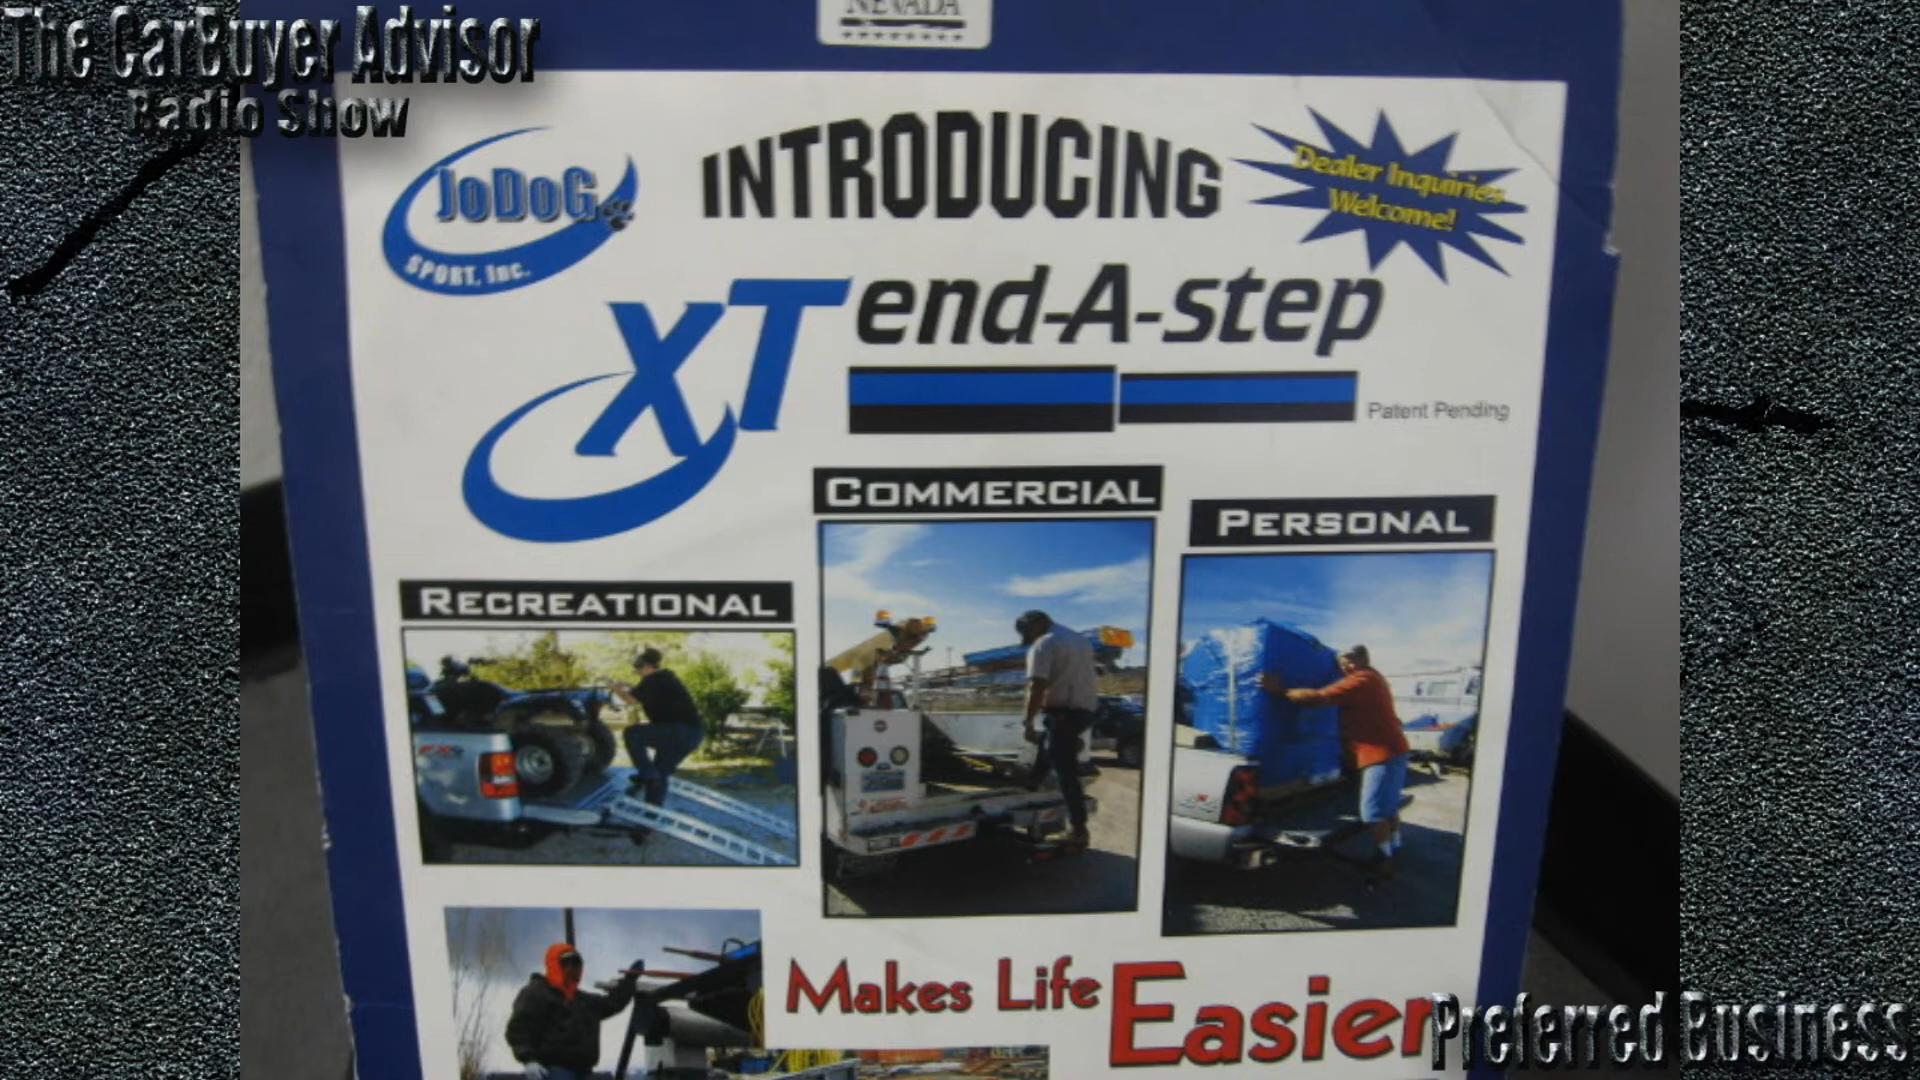 The CarBuyer Advisor
Radio Show
NEVADA
JoDoG
SPORT, Inc.
INTRODUCING
Dealer Inquiries
Welcome!
XTend-A-step
Patent Pending
COMMERCIAL
PERSONAL
RECREATIONAL
Makes Life Easier
Preferred Business